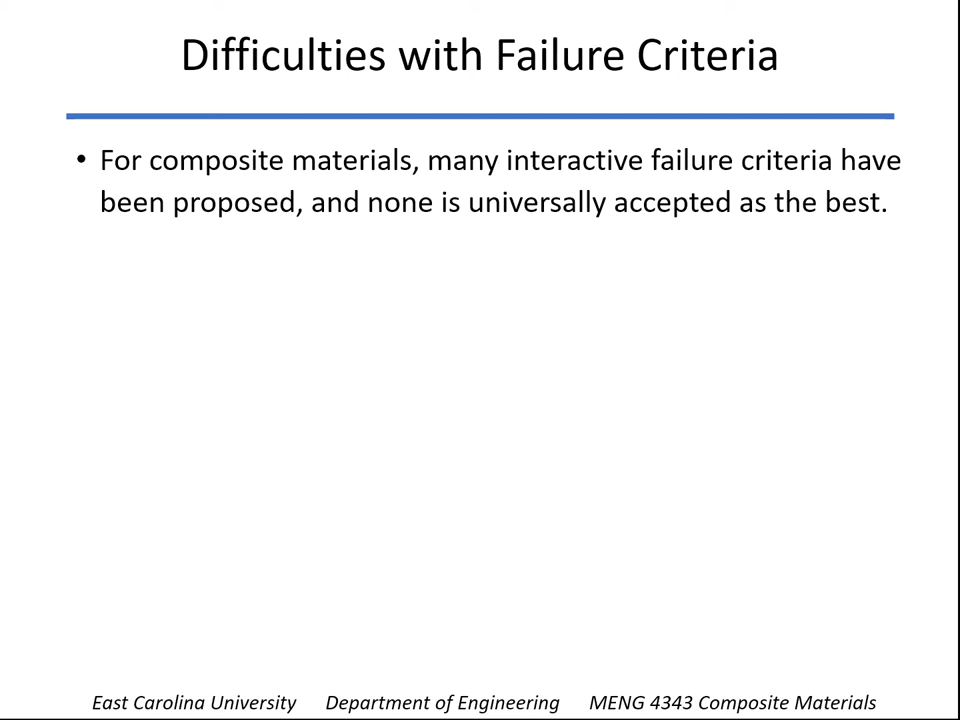 Difficulties with Failure Criteria
• For composite materials, many interactive failure criteria have
been proposed, and none is universally accepted as the best.
East Carolina University Department of Engineering MENG 4343 Composite Materials